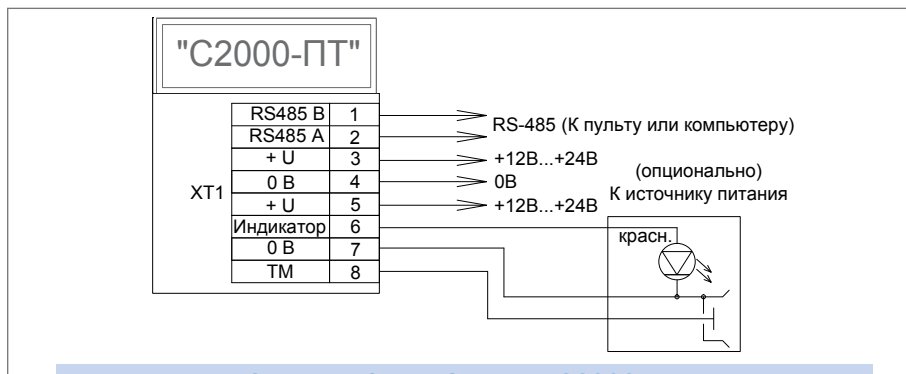 "С2000-ПТ"
XT1
RS485 B 1
RS485 A 2
+ U 3
0 В 4
+ U 5
Индикатор 6
0 В 7
ТМ 8
RS-485 (К пульту или компьютеру)
+12В...+24В
0В
+12В...+24В
(опционально)
К источнику питания
красн.